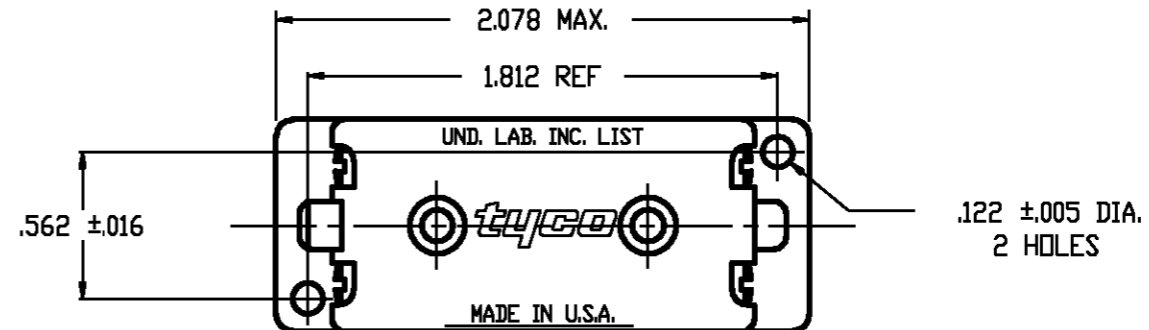 2.078 MAX.
1.812 REF
UND. LAB. INC. LIST
.562 ±.016
tyco
.122 ±.005 DIA.
2 HOLES
MADE IN U.S.A.